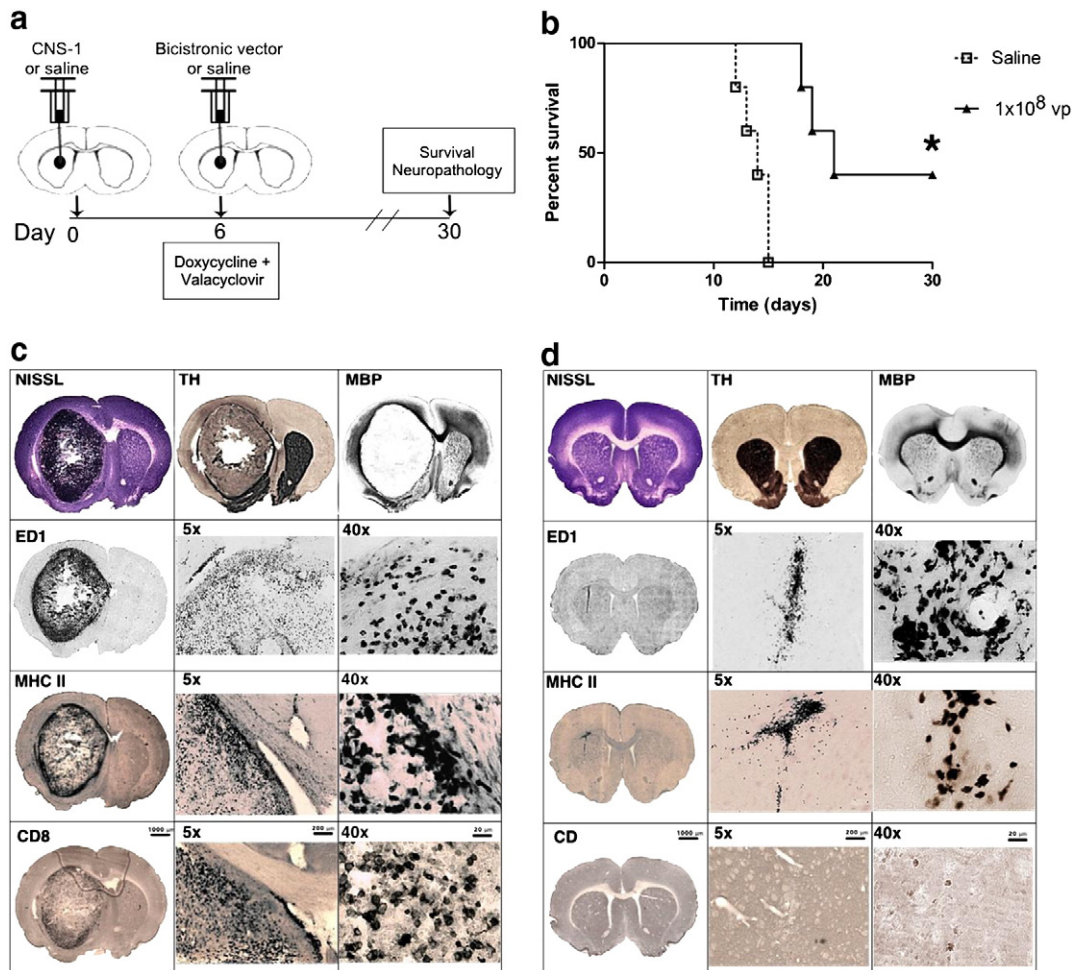 a
CNS-1
or saline
Bicistronic vector
or saline
Survival
Neuropathology
Day 0 6 30
Doxycycline +
Valacyclovir
b
Percent survival
100
50
0
0 10 20 30
Time (days)
Saline
1x10⁸ vp
*
c
NISSL TH MBP
ED1 5x 40x
MHC II 5x 40x
1000 µm 200 µm 20 µm
CD8 5x 40x
d
NISSL TH MBP
ED1 5x 40x
MHC II 5x 40x
1000 µm 200 µm 20 µm
CD 5x 40x